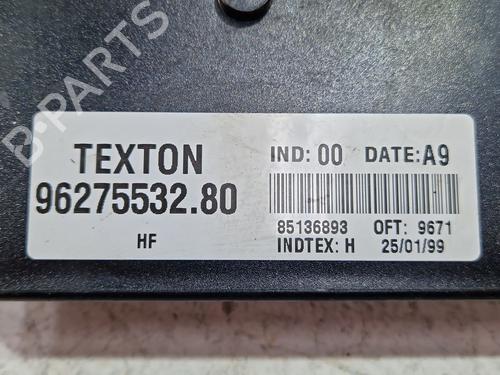 TEXTON
96275532.80
HF
IND: 00 DATE: A9
85136893 OFT: 9671
INDTEX: H 25/01/99
B-PARTS